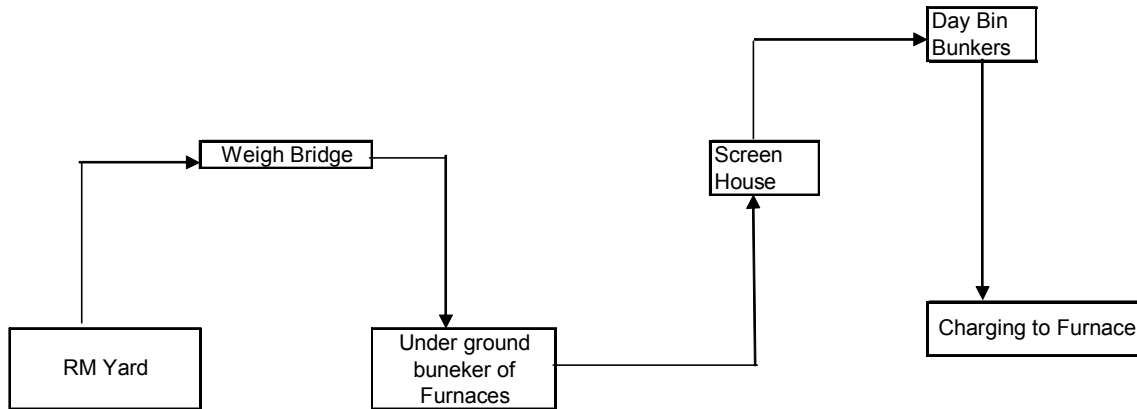 Day Bin
Bunkers
Weigh Bridge
Screen
House
RM Yard
Under ground
buneker of
Furnaces
Charging to Furnace